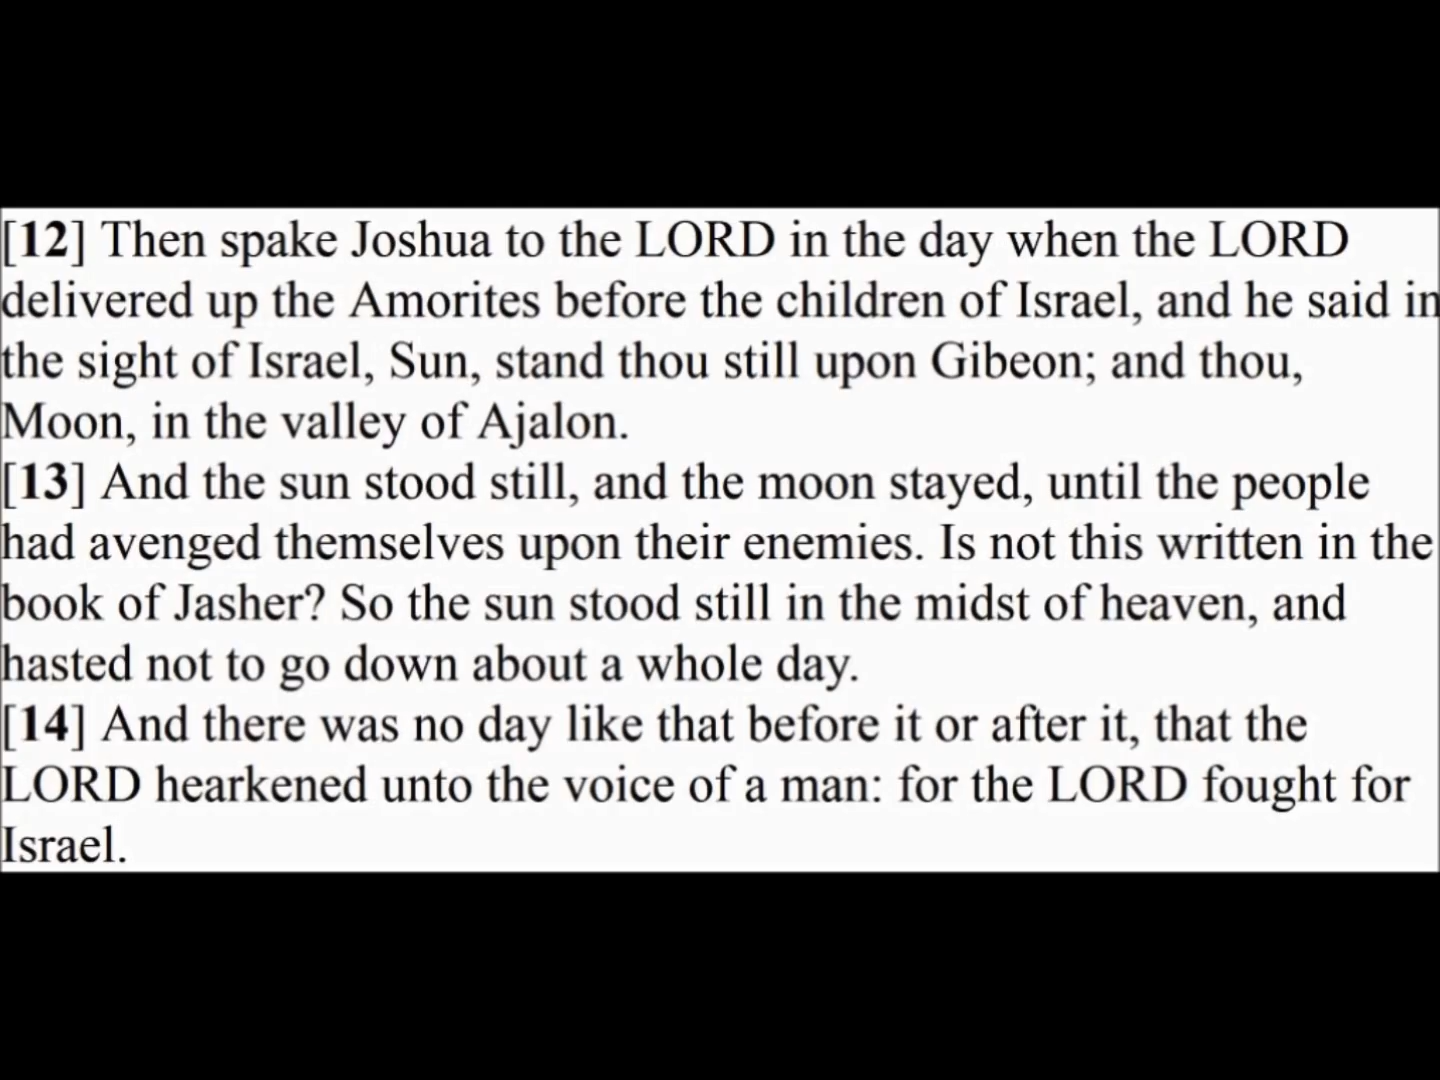 [12] Then spake Joshua to the LORD in the day when the LORD
delivered up the Amorites before the children of Israel, and he said in
the sight of Israel, Sun, stand thou still upon Gibeon; and thou,
Moon, in the valley of Ajalon.
[13] And the sun stood still, and the moon stayed, until the people
had avenged themselves upon their enemies. Is not this written in the
book of Jasher? So the sun stood still in the midst of heaven, and
hasted not to go down about a whole day.
[14] And there was no day like that before it or after it, that the
LORD hearkened unto the voice of a man: for the LORD fought for
Israel.